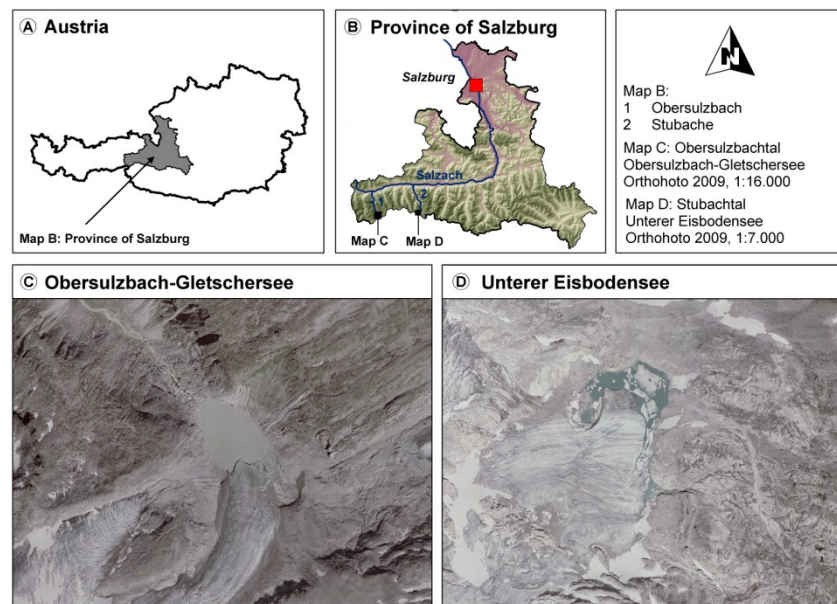 A Austria
Map B: Province of Salzburg
B Province of Salzburg
Salzburg
Salzach
1
2
Map C
Map D
N
Map B:
1 Obersulzbach
2 Stubache
Map C: Obersulzbachtal
Obersulzbach-Gletschersee
Orthohoto 2009, 1:16.000
Map D: Stubachtal
Unterer Eisbodensee
Orthohoto 2009, 1:7.000
C Obersulzbach-Gletschersee
D Unterer Eisbodensee